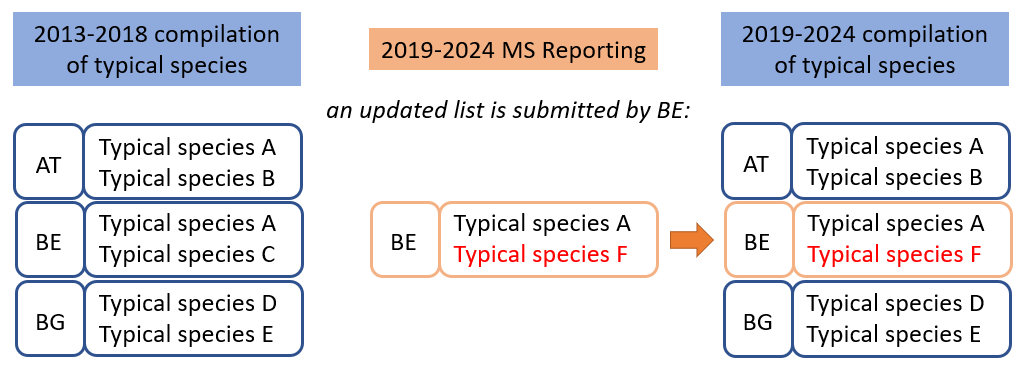 2013-2018 compilation
of typical species
AT
Typical species A
Typical species B
BE
Typical species A
Typical species C
BG
Typical species D
Typical species E
2019-2024 MS Reporting
an updated list is submitted by BE:
BE
Typical species A
Typical species F
2019-2024 compilation
of typical species
AT
Typical species A
Typical species B
BE
Typical species A
Typical species F
BG
Typical species D
Typical species E